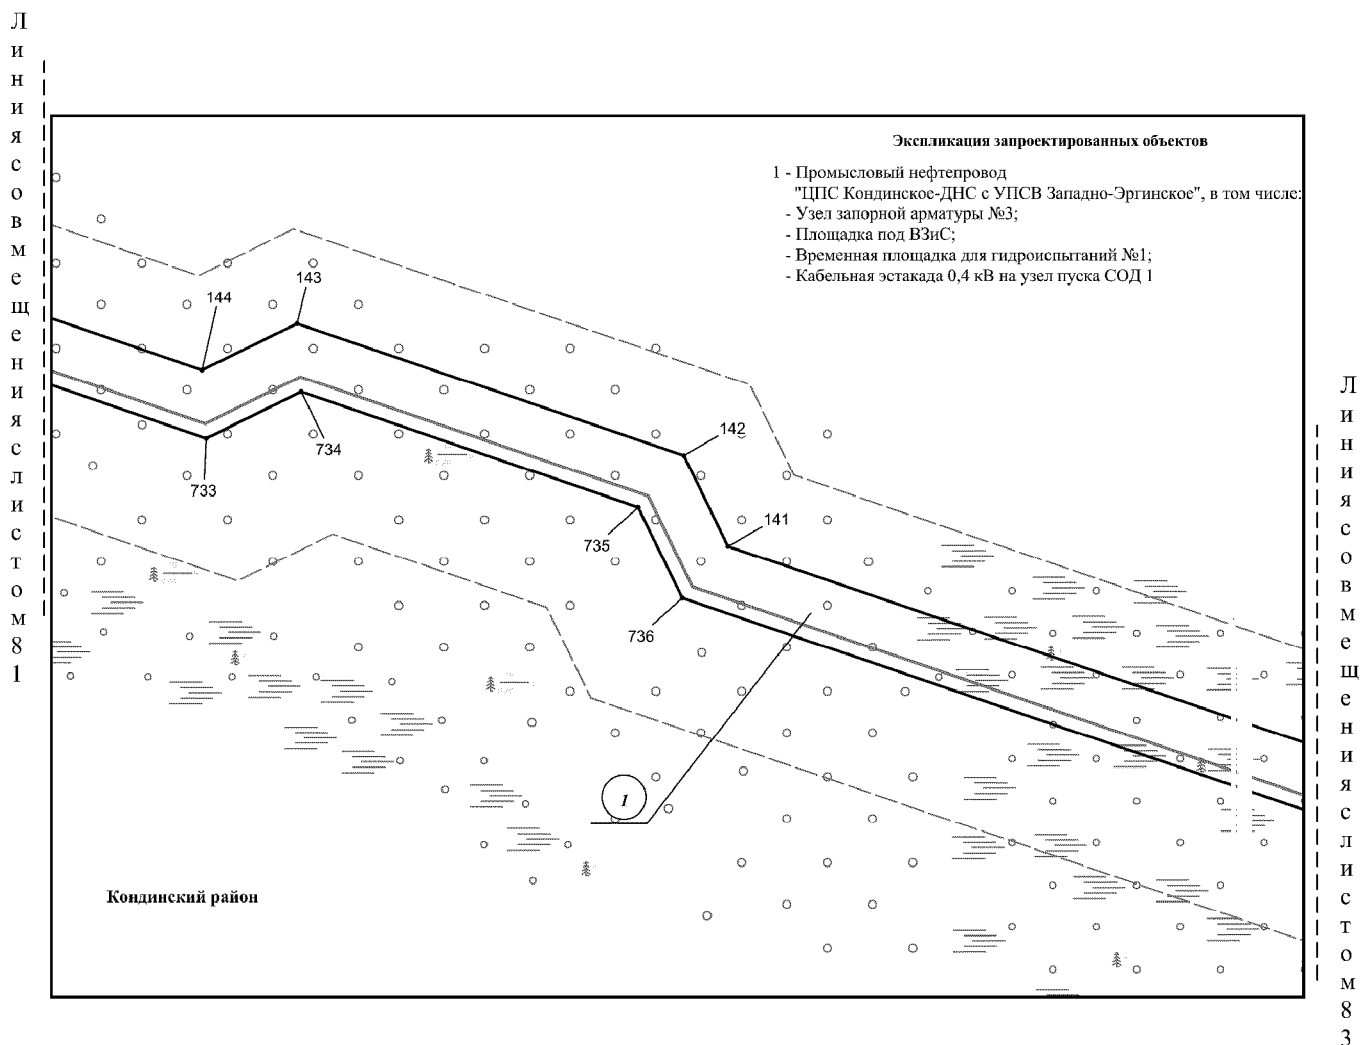 Линия совмещения с листом 81
Экспликация запроектированных объектов
1 - Промысловый нефтепровод
"ЦПС Кондинское-ДНС с УПСВ Западно-Эргинское", в том числе:
- Узел запорной арматуры №3;
- Площадка под ВЗиС;
- Временная площадка для гидроиспытаний №1;
- Кабельная эстакада 0,4 кВ на узел пуска СОД 1
143
144
142
734
733
141
735
736
1
Кондинский район
Линия совмещения с листом 83